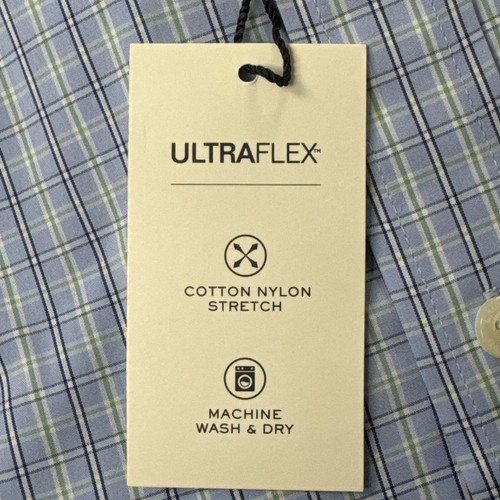 ULTRAFLEX™
COTTON NYLON
STRETCH
MACHINE
WASH & DRY